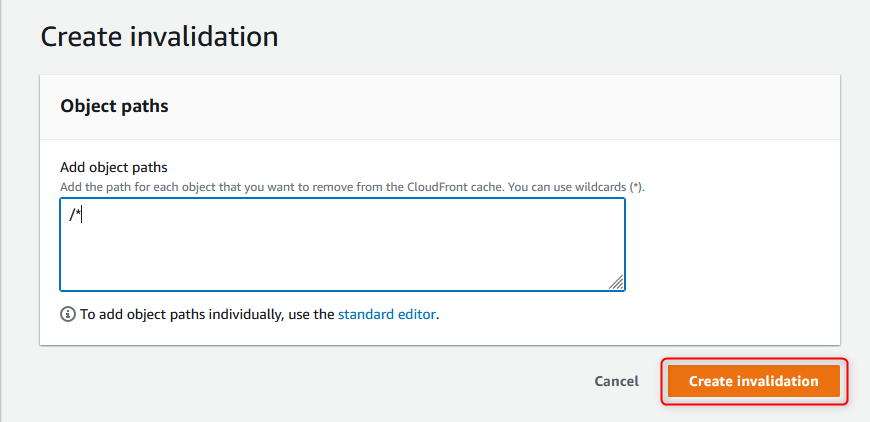 Create invalidation
Object paths
Add object paths
Add the path for each object that you want to remove from the CloudFront cache. You can use wildcards (*).
/*
To add object paths individually, use the standard editor.
Cancel
Create invalidation